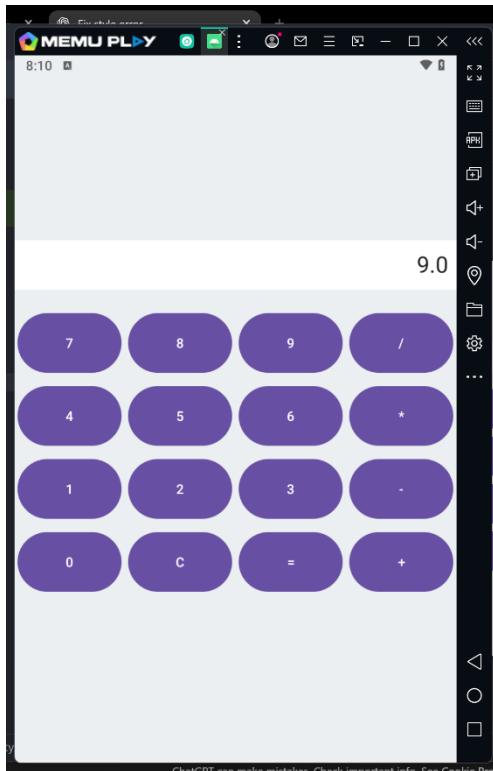 Fix style error
MEMU PLAY
8:10 A
APK
9.0
7 8 9 /
4 5 6 *
1 2 3 -
0 C = +
ChatGPT can make mistakes. Check important info. See Cookie Pre